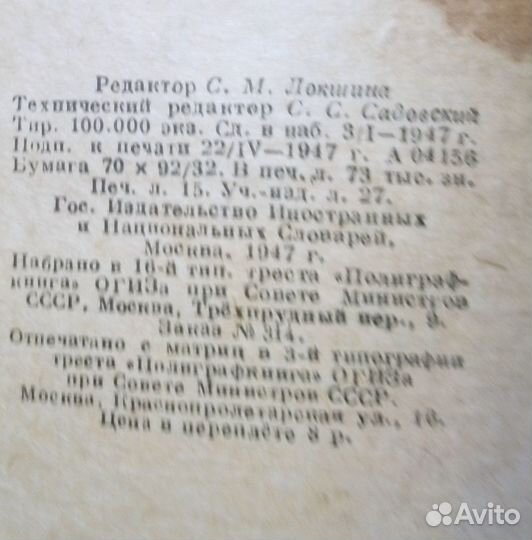 Редактор С. М. Локшина
Технический редактор С. С. Садовский
Тир. 100.000 экз. Сд. в наб. 3/I—1947 г.
Подп. к печати 22/IV—1947 г. А 04156
Бумага 70 × 92/32. В печ. л. 73 тыс. зн.
Печ. л. 15. Уч.-изд. л. 27.
Гос. Издательство Иностранных
и Национальных Словарей.
Москва. 1947 г.
Набрано в 16-й тип. треста «Полиграф-
книга» ОГИЗа при Совете Министров
СССР. Москва, Трёхпрудный пер., 9.
Заказ № 314.
Отпечатано с матриц в 3-й типографии
треста «Полиграфкнига» ОГИЗа
при Совете Министров СССР.
Москва, Краснопролетарская ул., 16.
Цена в переплёте 8 р.
Avito